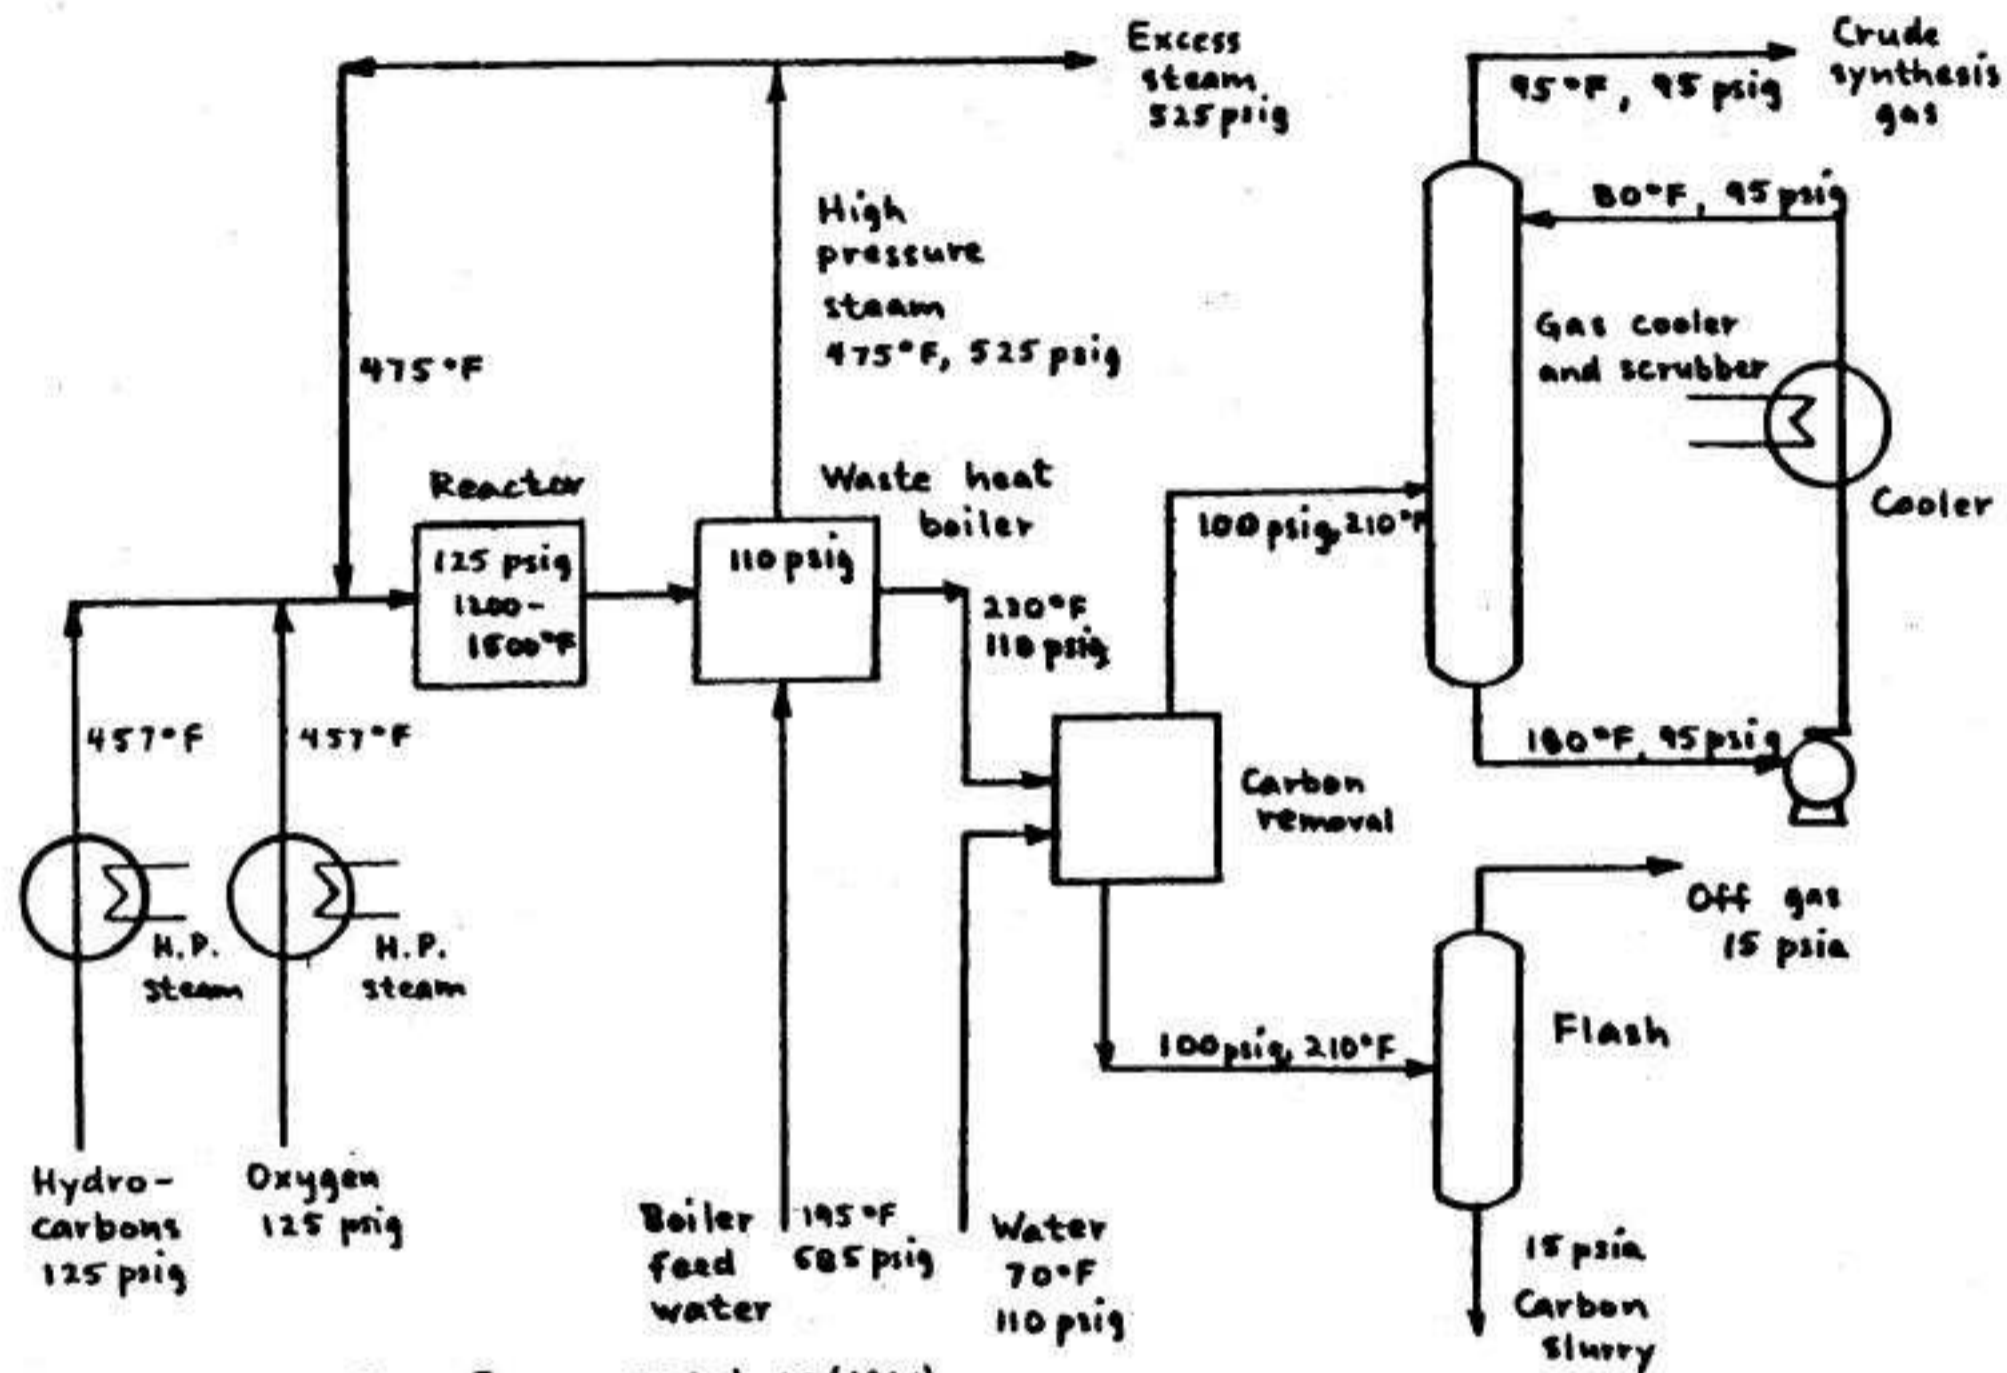 Excess
steam
525 psig
Crude
synthesis
gas
95°F, 95 psig
80°F, 95 psig
High
pressure
steam
475°F, 525 psig
475°F
Gas cooler
and scrubber
Cooler
Reactor
125 psig
1200-
1500°F
Waste heat
boiler
110 psig
100 psig, 210°F
230°F
110 psig
457°F
457°F
180°F, 95 psig
Carbon
removal
H.P.
steam
H.P.
steam
Off gas
15 psia
Flash
100 psig, 210°F
Hydro-
carbons
125 psig
Oxygen
125 psig
Boiler
feed
water
195°F
585 psig
Water
70°F
110 psig
15 psia
Carbon
slurry